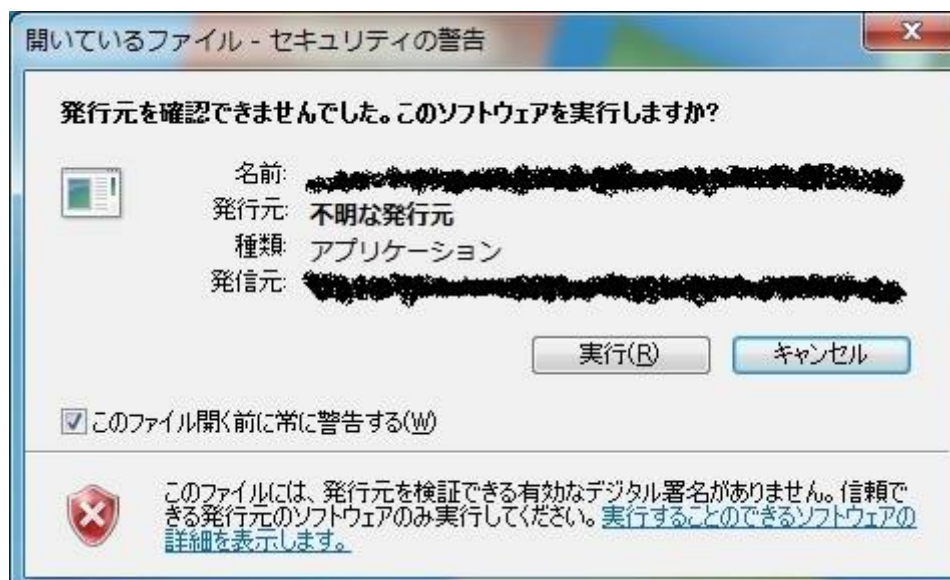 開いているファイル - セキュリティの警告
発行元を確認できませんでした。このソフトウェアを実行しますか?
名前:
発行元: 不明な発行元
種類: アプリケーション
発信元:
実行(R) キャンセル
このファイル開く前に常に警告する(W)
このファイルには、発行元を検証できる有効なデジタル署名がありません。信頼で
きる発行元のソフトウェアのみ実行してください。実行することのできるソフトウェアの
詳細を表示します。